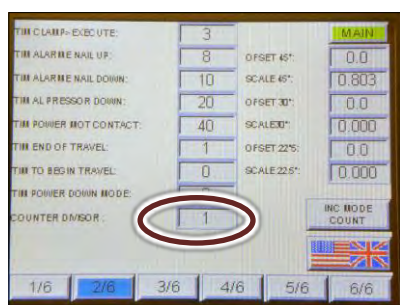 TIM CLAMP> EXECUTE: 3 MAIN
TIM ALARME NAIL UP: 8 OFSET 45°: 0.0
TIM ALARME NAIL DOWN: 10 SCALE 45°: 0.803
TIM AL PRESSOR DOWN: 20 OFSET 30°: 0.0
TIM POWER MOT CONTACT: 40 SCALE30°: 0.000
TIM END OF TRAVEL: 1 OFSET 22°5: 0.0
TIM TO BEGIN TRAVEL: 0 SCALE 22.5°: 0.000
TIM POWER DOWN MODE:
COUNTER DIVISOR : 1 INC MODE
COUNT
1/6 2/6 3/6 4/6 5/6 6/6